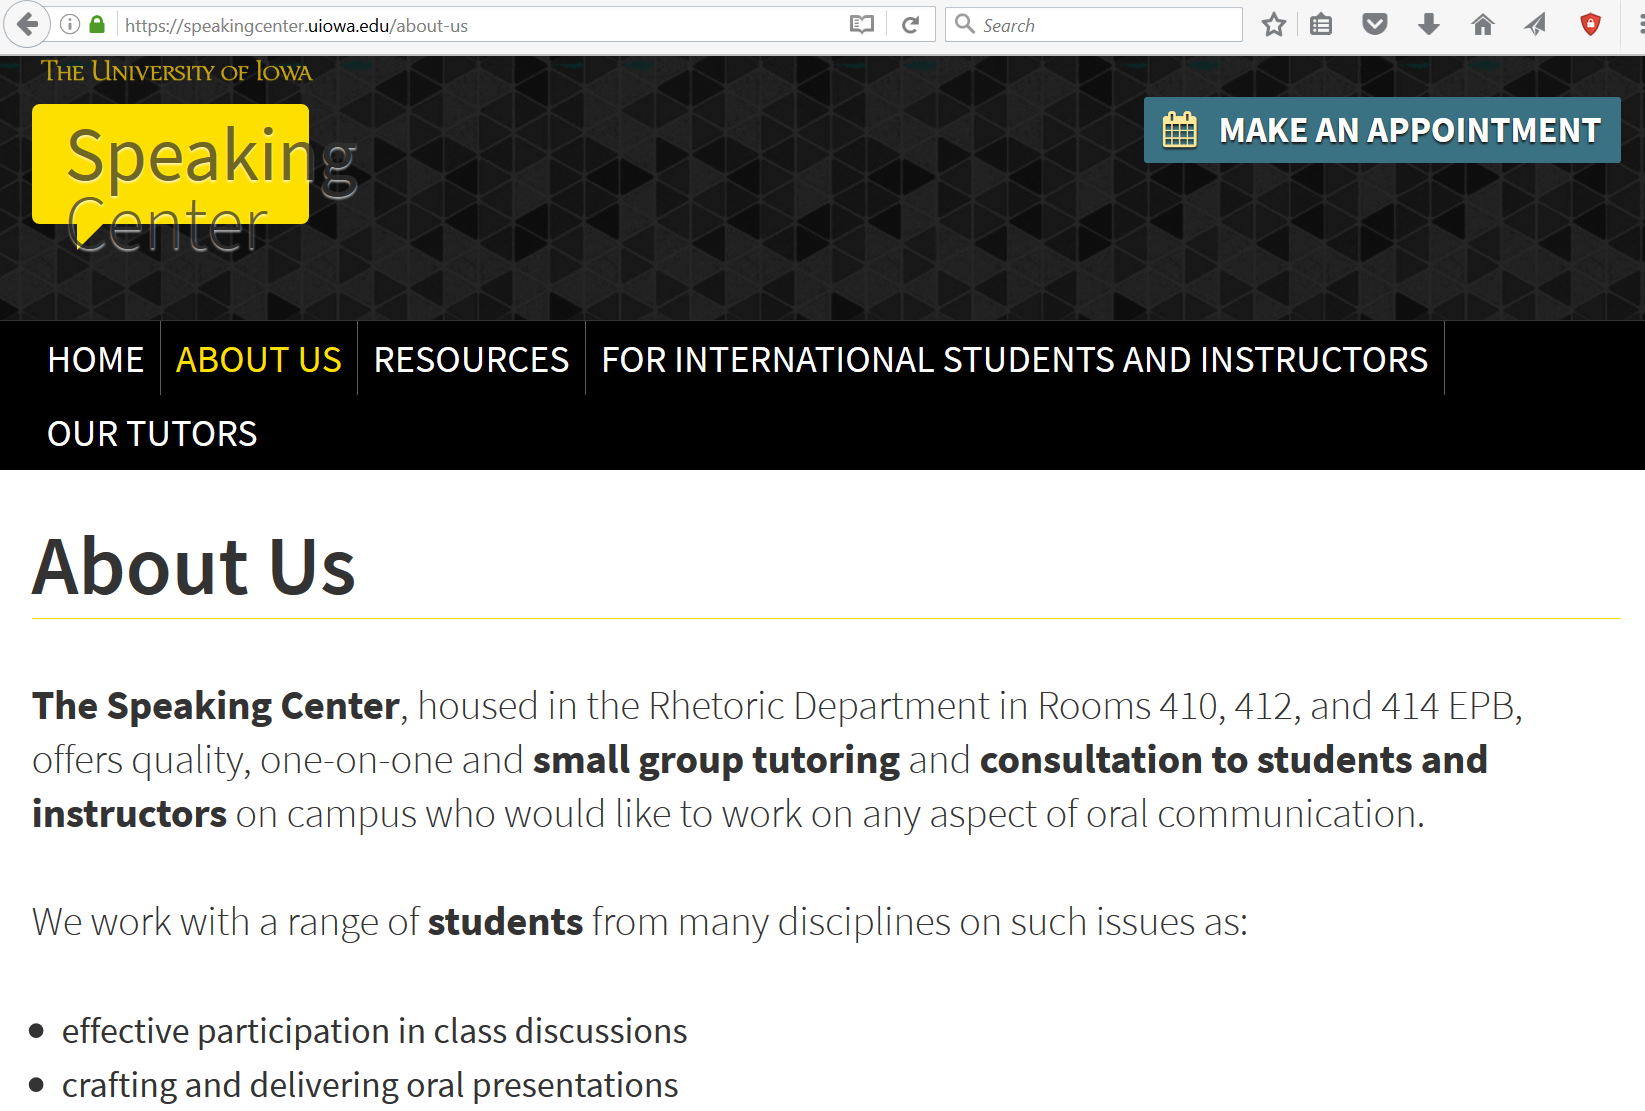 https://speakingcenter.uiowa.edu/about-us
Search
THE UNIVERSITY OF IOWA
Speaking
Center
MAKE AN APPOINTMENT
HOME ABOUT US RESOURCES FOR INTERNATIONAL STUDENTS AND INSTRUCTORS
OUR TUTORS
About Us
The Speaking Center, housed in the Rhetoric Department in Rooms 410, 412, and 414 EPB,
offers quality, one-on-one and small group tutoring and consultation to students and
instructors on campus who would like to work on any aspect of oral communication.
We work with a range of students from many disciplines on such issues as:
• effective participation in class discussions
• crafting and delivering oral presentations